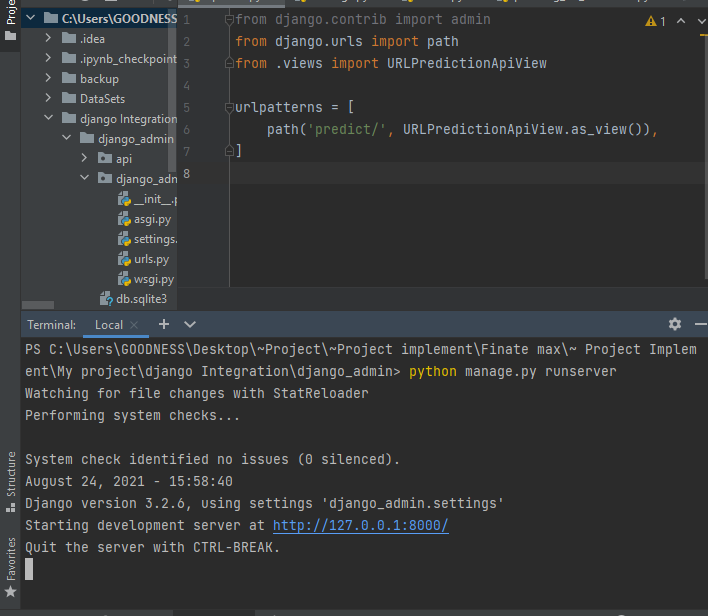 Proje
C:\Users\GOODNESS
.idea
.ipynb_checkpoint
backup
DataSets
django Integration
django_admin
api
django_adn
__init__.p
asgi.py
settings.
urls.py
wsgi.py
db.sqlite3
1 from django.contrib import admin
2 from django.urls import path
3 from .views import URLPredictionApiView
4
5 urlpatterns = [
6 path('predict/', URLPredictionApiView.as_view()),
7 ]
8
1
Terminal: Local × +
PS C:\Users\GOODNESS\Desktop\~Project\~Project implement\Finate max\~ Project Implem
ent\My project\django Integration\django_admin> python manage.py runserver
Watching for file changes with StatReloader
Performing system checks...
System check identified no issues (0 silenced).
August 24, 2021 - 15:58:40
Django version 3.2.6, using settings 'django_admin.settings'
Starting development server at http://127.0.0.1:8000/
Quit the server with CTRL-BREAK.
Structure
Favorites